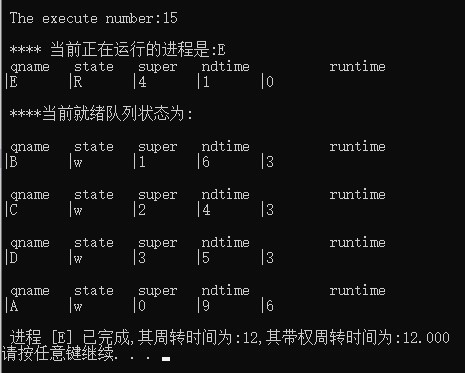 The execute number:15
**** 当前正在运行的进程是:E
qname state super ndtime runtime
|E |R |4 |1 |0
****当前就绪队列状态为:
qname state super ndtime runtime
|B |w |1 |6 |3
qname state super ndtime runtime
|C |w |2 |4 |3
qname state super ndtime runtime
|D |w |3 |5 |3
qname state super ndtime runtime
|A |w |0 |9 |6
进程 [E] 已完成,其周转时间为:12,其带权周转时间为:12.000
请按任意键继续. . .